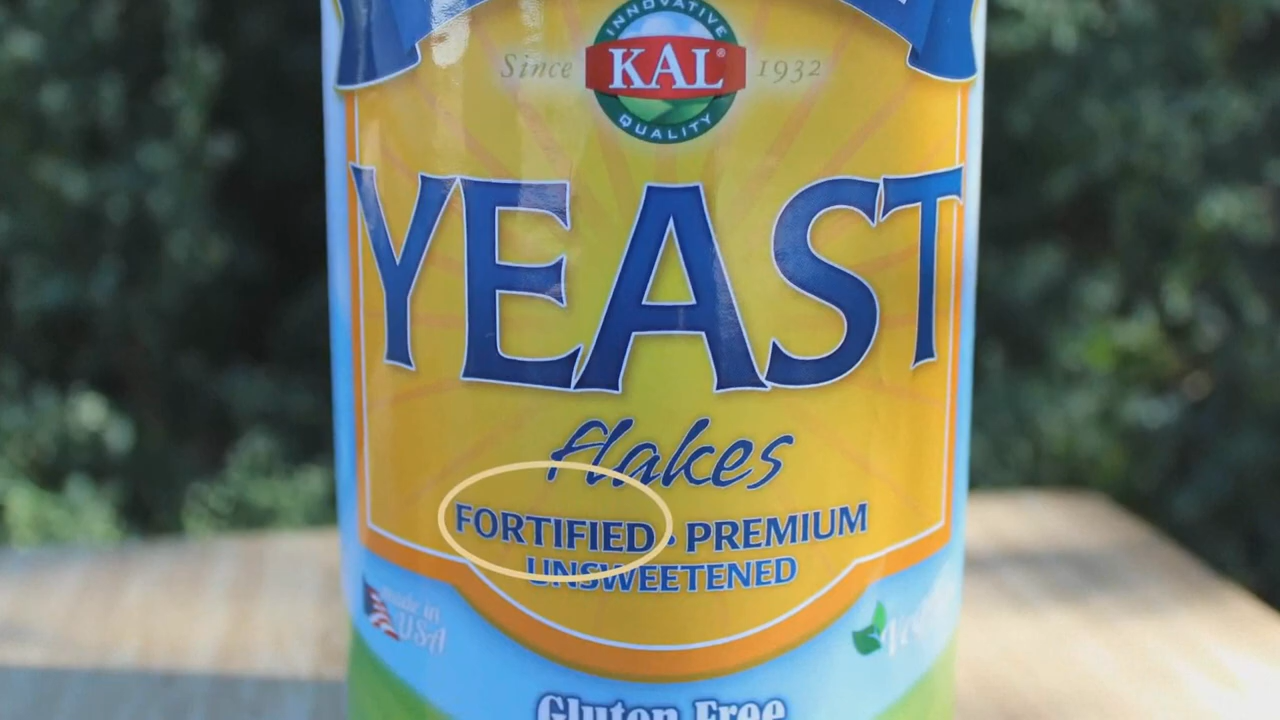 INNOVATIVE
Since KAL® 1932
QUALITY
YEAST
flakes
FORTIFIED · PREMIUM
UNSWEETENED
made in
USA
Gluten Free